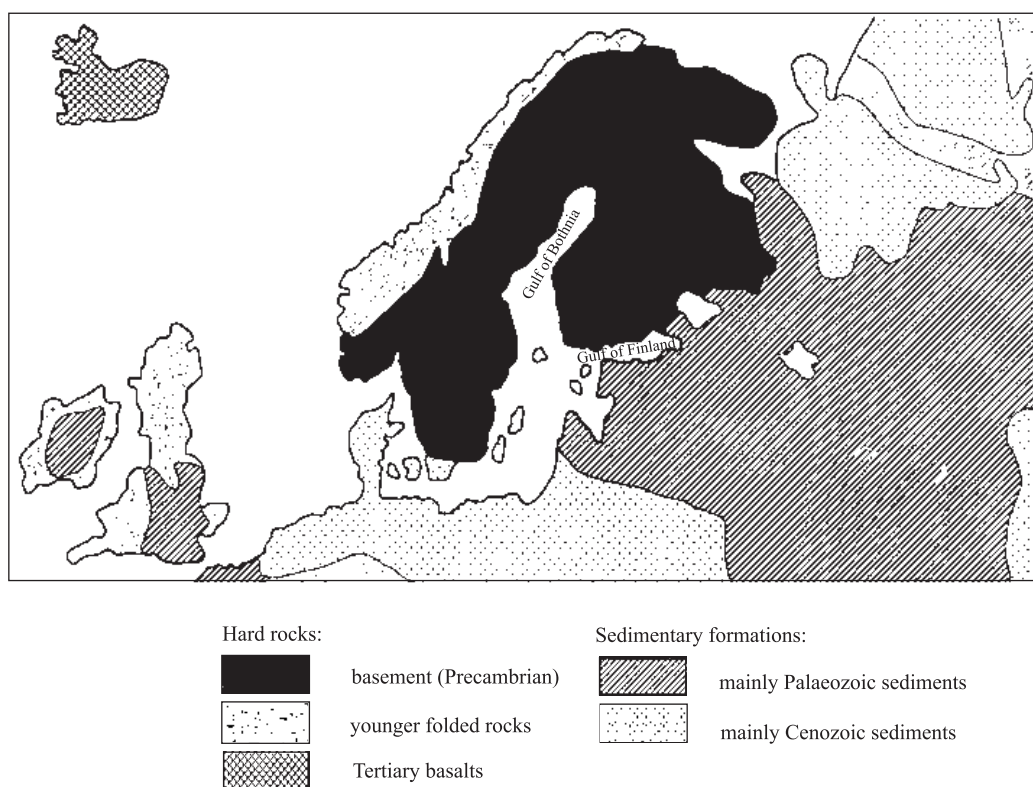 Gulf of Bothnia
Gulf of Finland
Hard rocks:
basement (Precambrian)
younger folded rocks
Tertiary basalts
Sedimentary formations:
mainly Palaeozoic sediments
mainly Cenozoic sediments